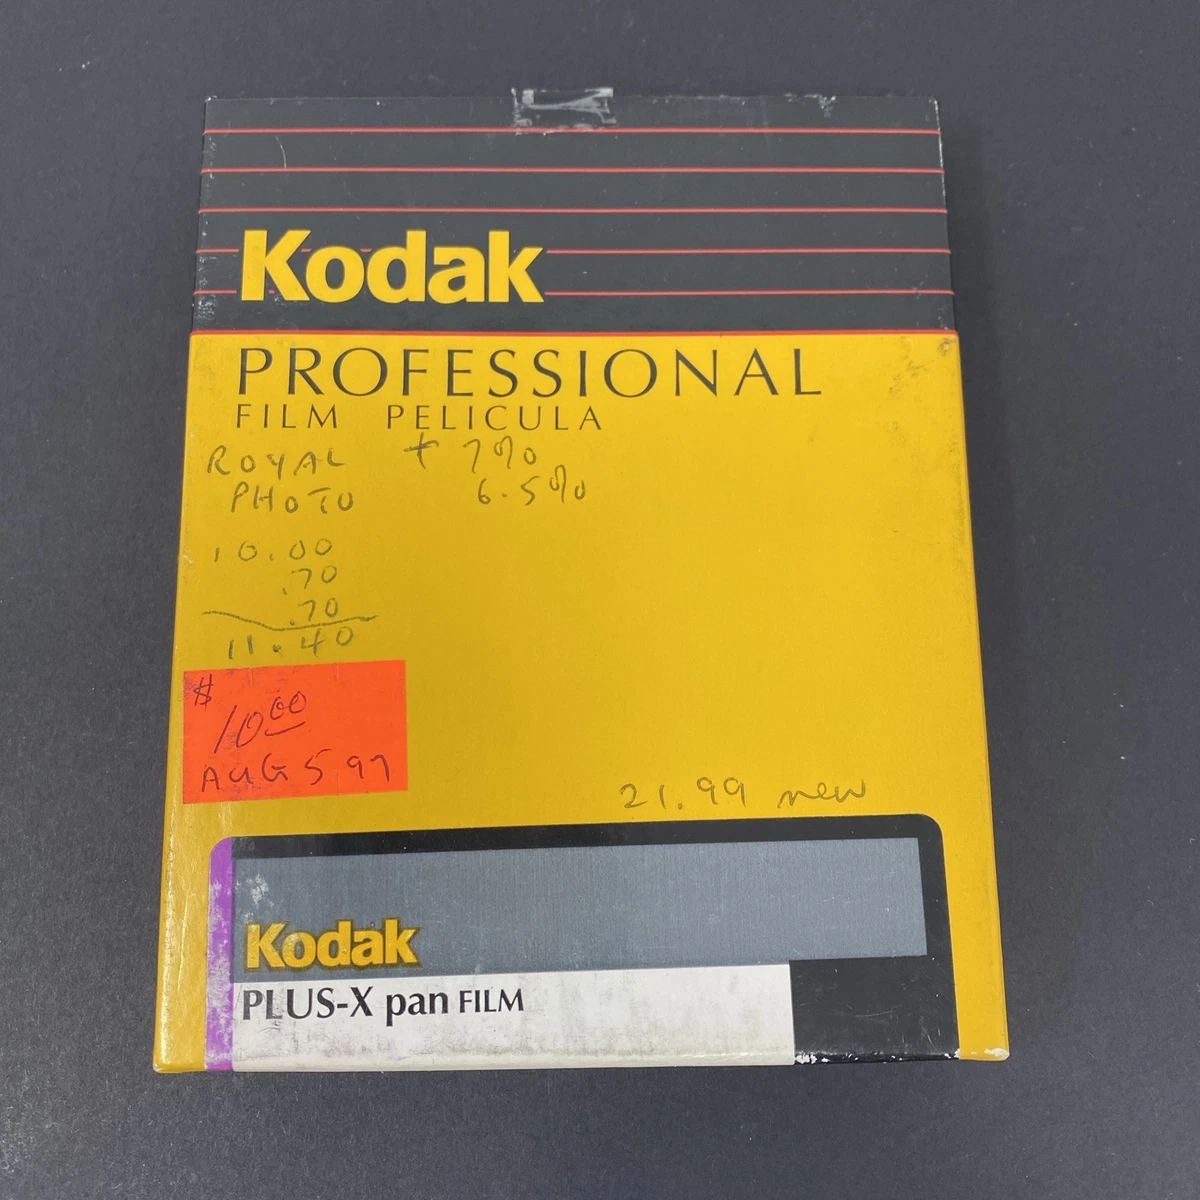 Kodak
PROFESSIONAL
FILM PELICULA
ROYAL + 7%
PHOTO 6.5%
10.00
.70
.70
11.40
$
10.00
AUG 5 97
21.99 new
Kodak
PLUS-X pan FILM